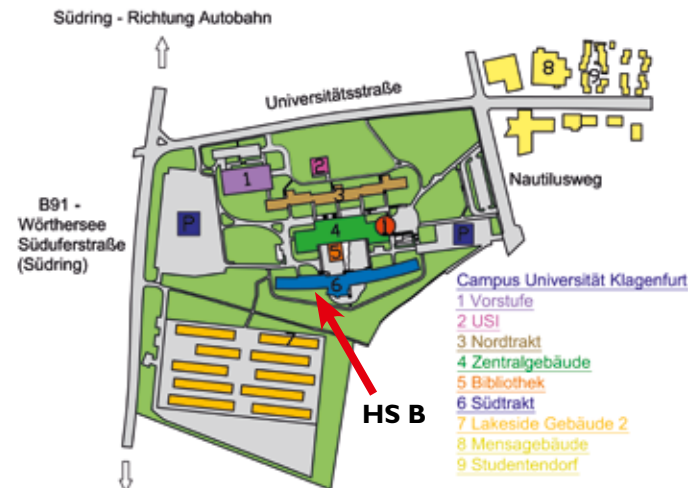 Südring - Richtung Autobahn
Universitätsstraße
8
9
1
2
3
Nautilusweg
B91 -
Wörthersee
Süduferstraße
(Südring)
P
4
P
5
6
7
HS B
Campus Universität Klagenfurt
1 Vorstufe
2 USI
3 Nordtrakt
4 Zentralgebäude
5 Bibliothek
6 Südtrakt
7 Lakeside Gebäude 2
8 Mensagebäude
9 Studentendorf